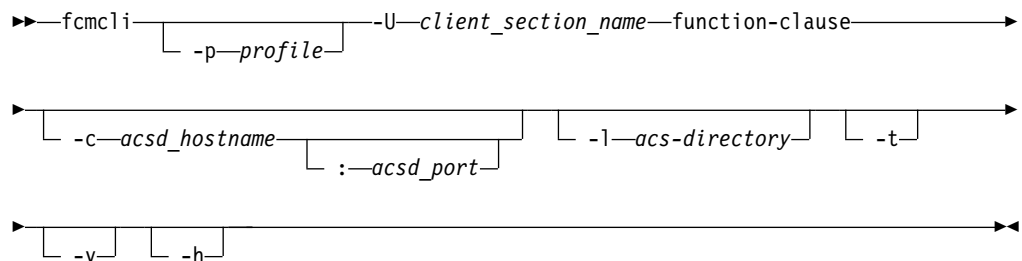 fcmcli -p profile -U client_section_name function-clause
-c acsd_hostname : acsd_port -l acs-directory -t
-v -h